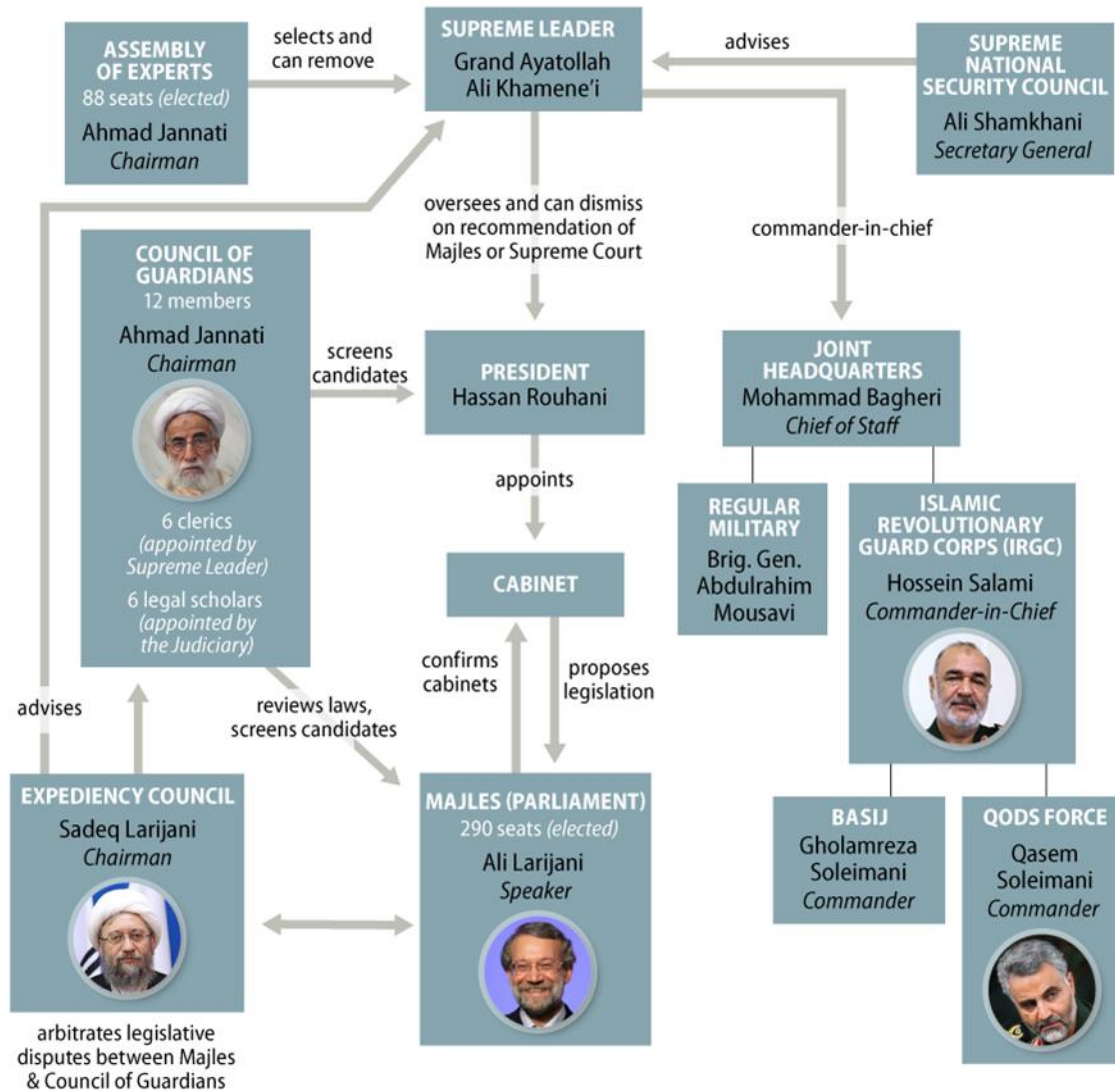 ASSEMBLY
OF EXPERTS
88 seats (elected)
Ahmad Jannati
Chairman
selects and
can remove
SUPREME LEADER
Grand Ayatollah
Ali Khamene’i
advises
SUPREME
NATIONAL
SECURITY COUNCIL
Ali Shamkhani
Secretary General
oversees and can dismiss
on recommendation of
Majles or Supreme Court
commander-in-chief
COUNCIL OF
GUARDIANS
12 members
Ahmad Jannati
Chairman
6 clerics
(appointed by
Supreme Leader)
6 legal scholars
(appointed by
the Judiciary)
screens
candidates
PRESIDENT
Hassan Rouhani
JOINT
HEADQUARTERS
Mohammad Bagheri
Chief of Staff
appoints
REGULAR
MILITARY
Brig. Gen.
Abdulrahim
Mousavi
ISLAMIC
REVOLUTIONARY
GUARD CORPS (IRGC)
Hossein Salami
Commander-in-Chief
CABINET
confirms
cabinets
proposes
legislation
advises
reviews laws,
screens candidates
EXPEDIENCY COUNCIL
Sadeq Larijani
Chairman
MAJLES (PARLIAMENT)
290 seats (elected)
Ali Larijani
Speaker
BASIJ
Gholamreza
Soleimani
Commander
QODS FORCE
Qasem
Soleimani
Commander
arbitrates legislative
disputes between Majles
& Council of Guardians